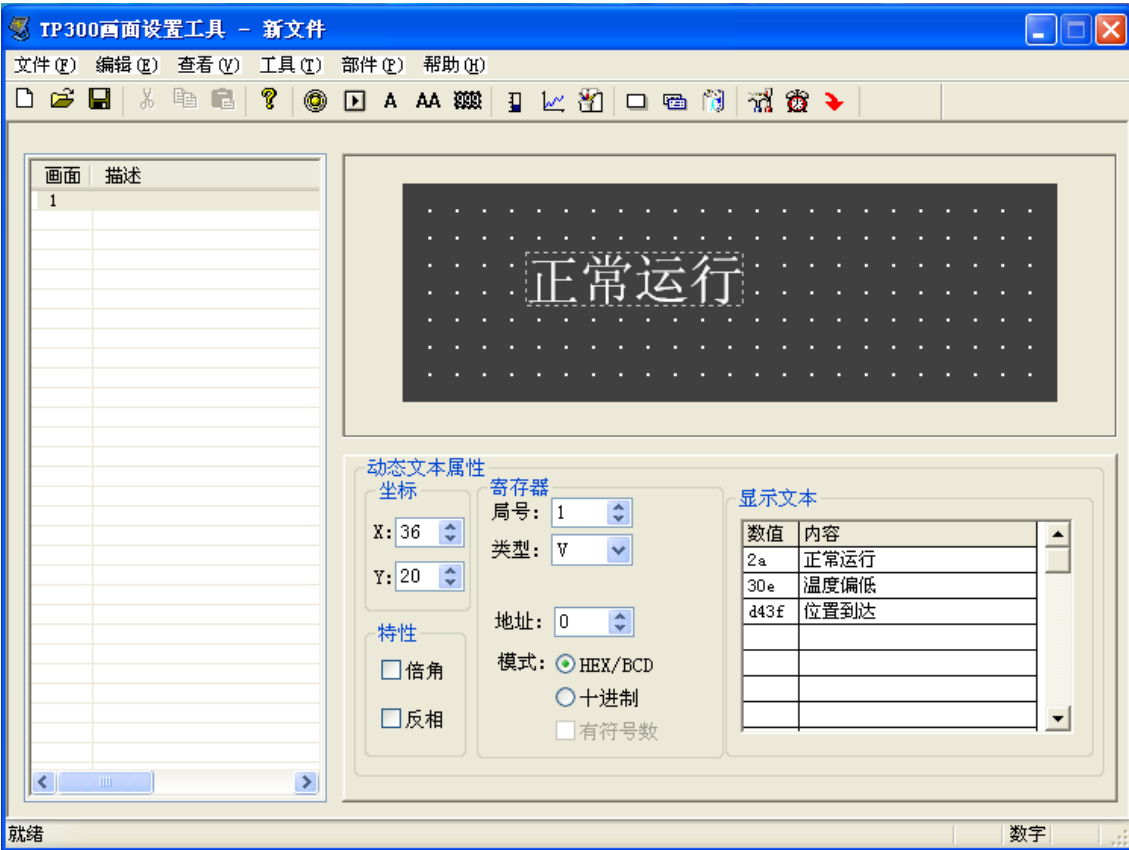 TP300画面设置工具 - 新文件
文件(F) 编辑(E) 查看(V) 工具(T) 部件(P) 帮助(H)
A AA
画面 描述
1
正常运行
动态文本属性
坐标
X: 36
Y: 20
特性
倍角
反相
寄存器
局号: 1
类型: V
地址: 0
模式: HEX/BCD
十进制
有符号数
显示文本
数值 内容
2a 正常运行
30e 温度偏低
d43f 位置到达
就绪 数字